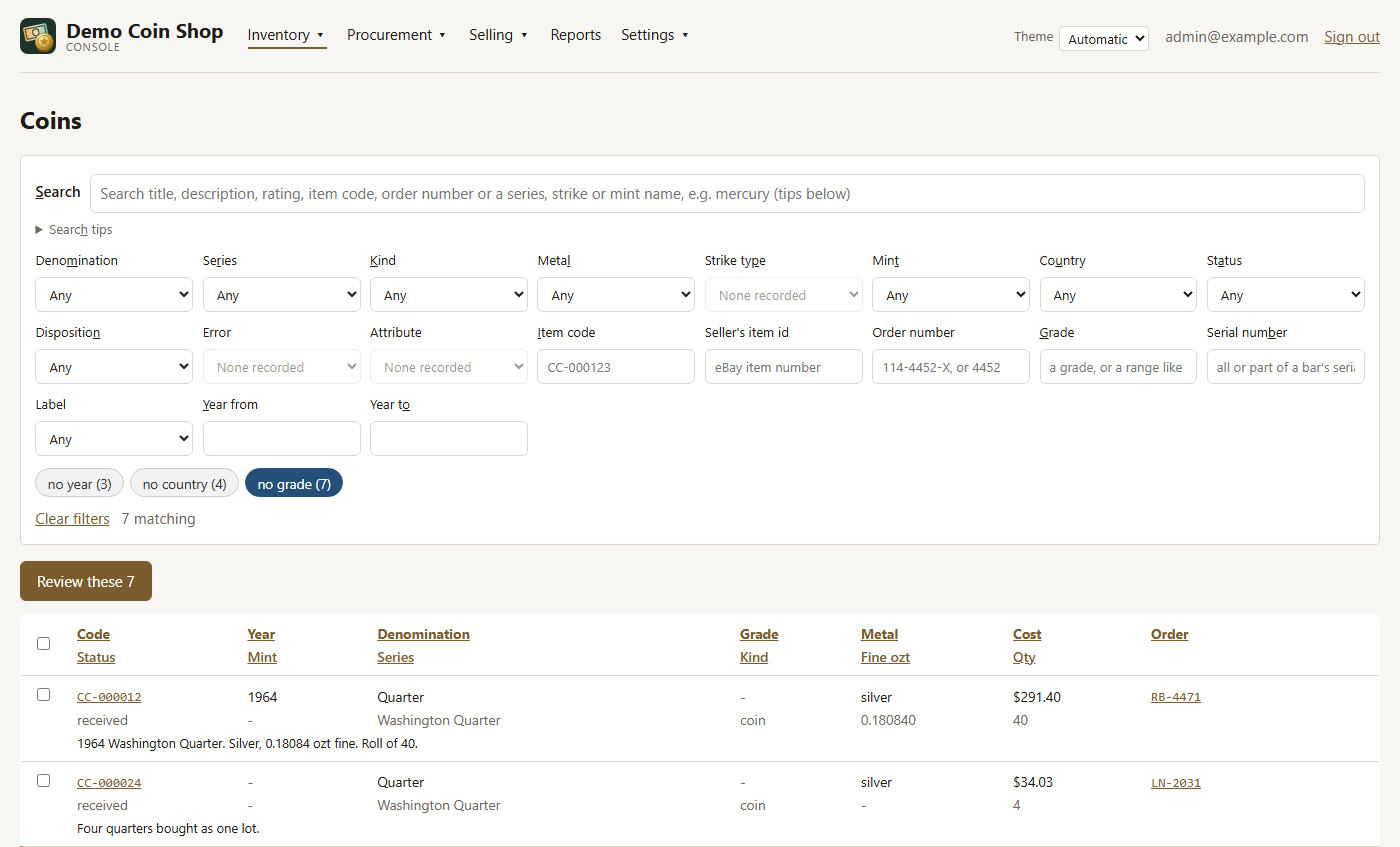 Demo Coin Shop
CONSOLE
Inventory ▼ Procurement ▼ Selling ▼ Reports Settings ▼ Theme Automatic admin@example.com Sign out
Coins
Search Search title, description, rating, item code, order number or a series, strike or mint name, e.g. mercury (tips below)
▶ Search tips
Denomination Series Kind Metal Strike type Mint Country Status
Any Any Any Any None recorded Any Any Any
Disposition Error Attribute Item code Seller's item id Order number Grade Serial number
Any None recorded None recorded CC-000123 eBay item number 114-4452-X, or 4452 a grade, or a range like all or part of a bar's seria
Label Year from Year to
Any
no year (3) no country (4) no grade (7)
Clear filters 7 matching
Review these 7
Code Year Denomination Grade Metal Cost Order
Status Mint Series Kind Fine ozt Qty
CC-000012 1964 Quarter - silver $291.40 RB-4471
received - Washington Quarter coin 0.180840 40
1964 Washington Quarter. Silver, 0.18084 ozt fine. Roll of 40.
CC-000024 - Quarter - silver $34.03 LN-2031
received - Washington Quarter coin - 4
Four quarters bought as one lot.